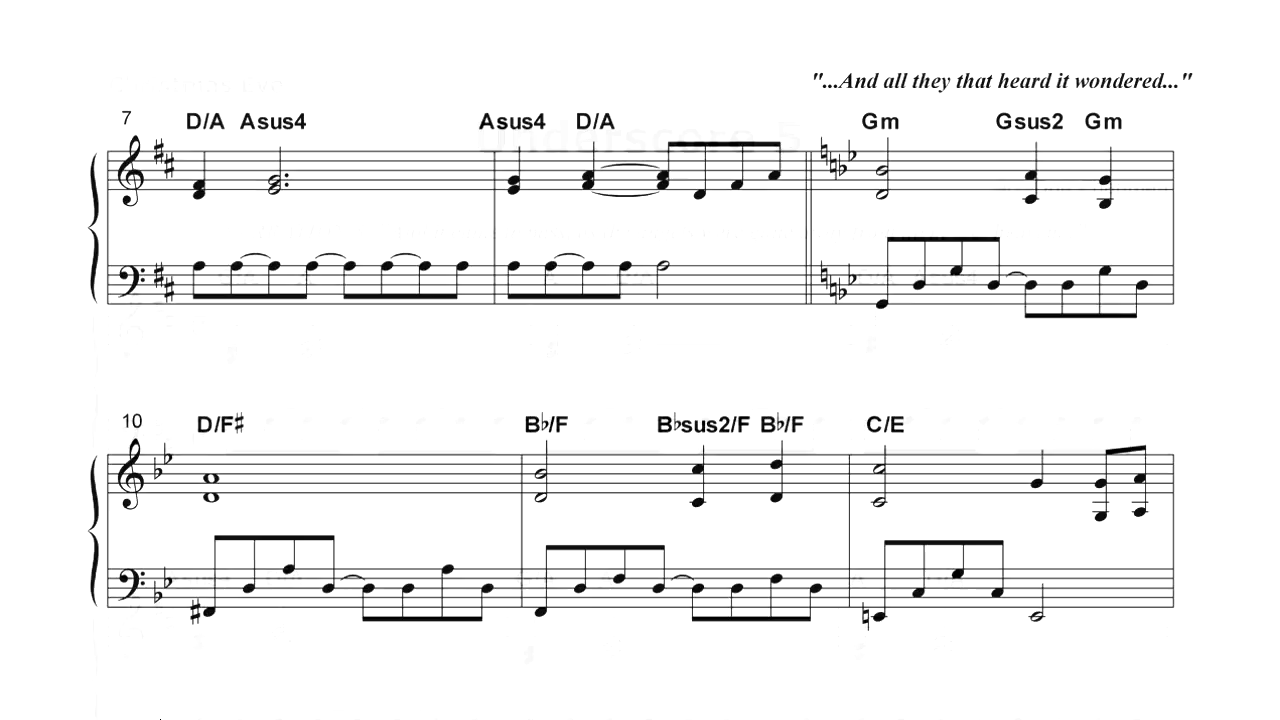 "...And all they that heard it wondered..."
7 D/A Asus4 Asus4 D/A Gm Gsus2 Gm
10 D/F♯ B♭/F B♭sus2/F B♭/F C/E